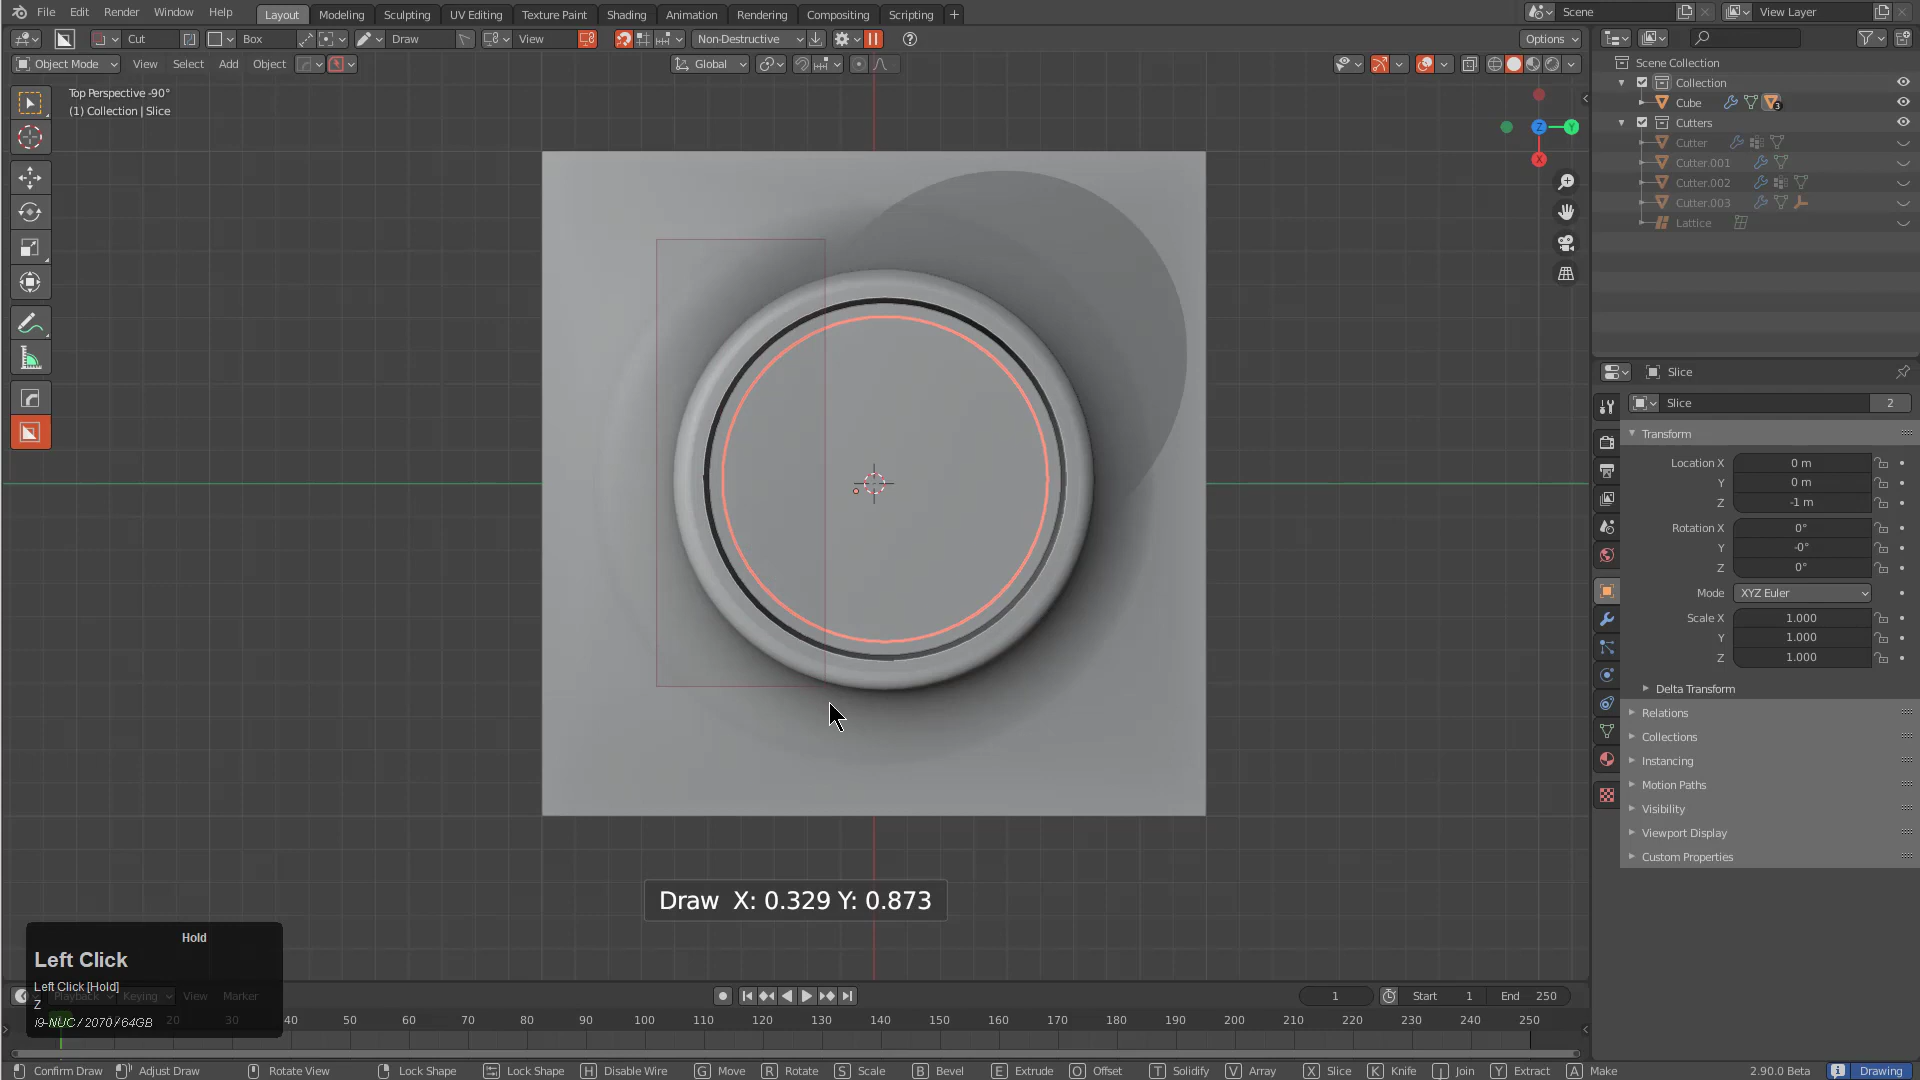 File Edit Render Window Help Layout Modeling Sculpting UV Editing Texture Paint Shading Animation Rendering Compositing Scripting + Scene View Layer
Cut Box Draw View Non-Destructive Options
Object Mode View Select Add Object Global
Top Perspective -90°
(1) Collection | Slice
Z Y X
Scene Collection
Collection
Cube 3
Cutters
Cutter
Cutter.001
Cutter.002
Cutter.003
Lattice
Slice
Slice 2
Transform
Location X 0 m
Y 0 m
Z -1 m
Rotation X 0°
Y -0°
Z 0°
Mode XYZ Euler
Scale X 1.000
Y 1.000
Z 1.000
Delta Transform
Relations
Collections
Instancing
Motion Paths
Visibility
Viewport Display
Custom Properties
Draw X: 0.329 Y: 0.873
Hold
Left Click
Left Click [Hold]
Z
i9-NUC / 2070 / 64GB
Playback Keying View Marker 1 Start 1 End 250
20 30 40 50 60 70 80 90 100 110 120 130 140 150 160 170 180 190 200 210 220 230 240 250
Confirm Draw Adjust Draw Rotate View Lock Shape Lock Shape H Disable Wire G Move R Rotate S Scale B Bevel E Extrude O Offset T Solidify V Array X Slice K Knife J Join Y Extract A Make 2.90.0 Beta Drawing